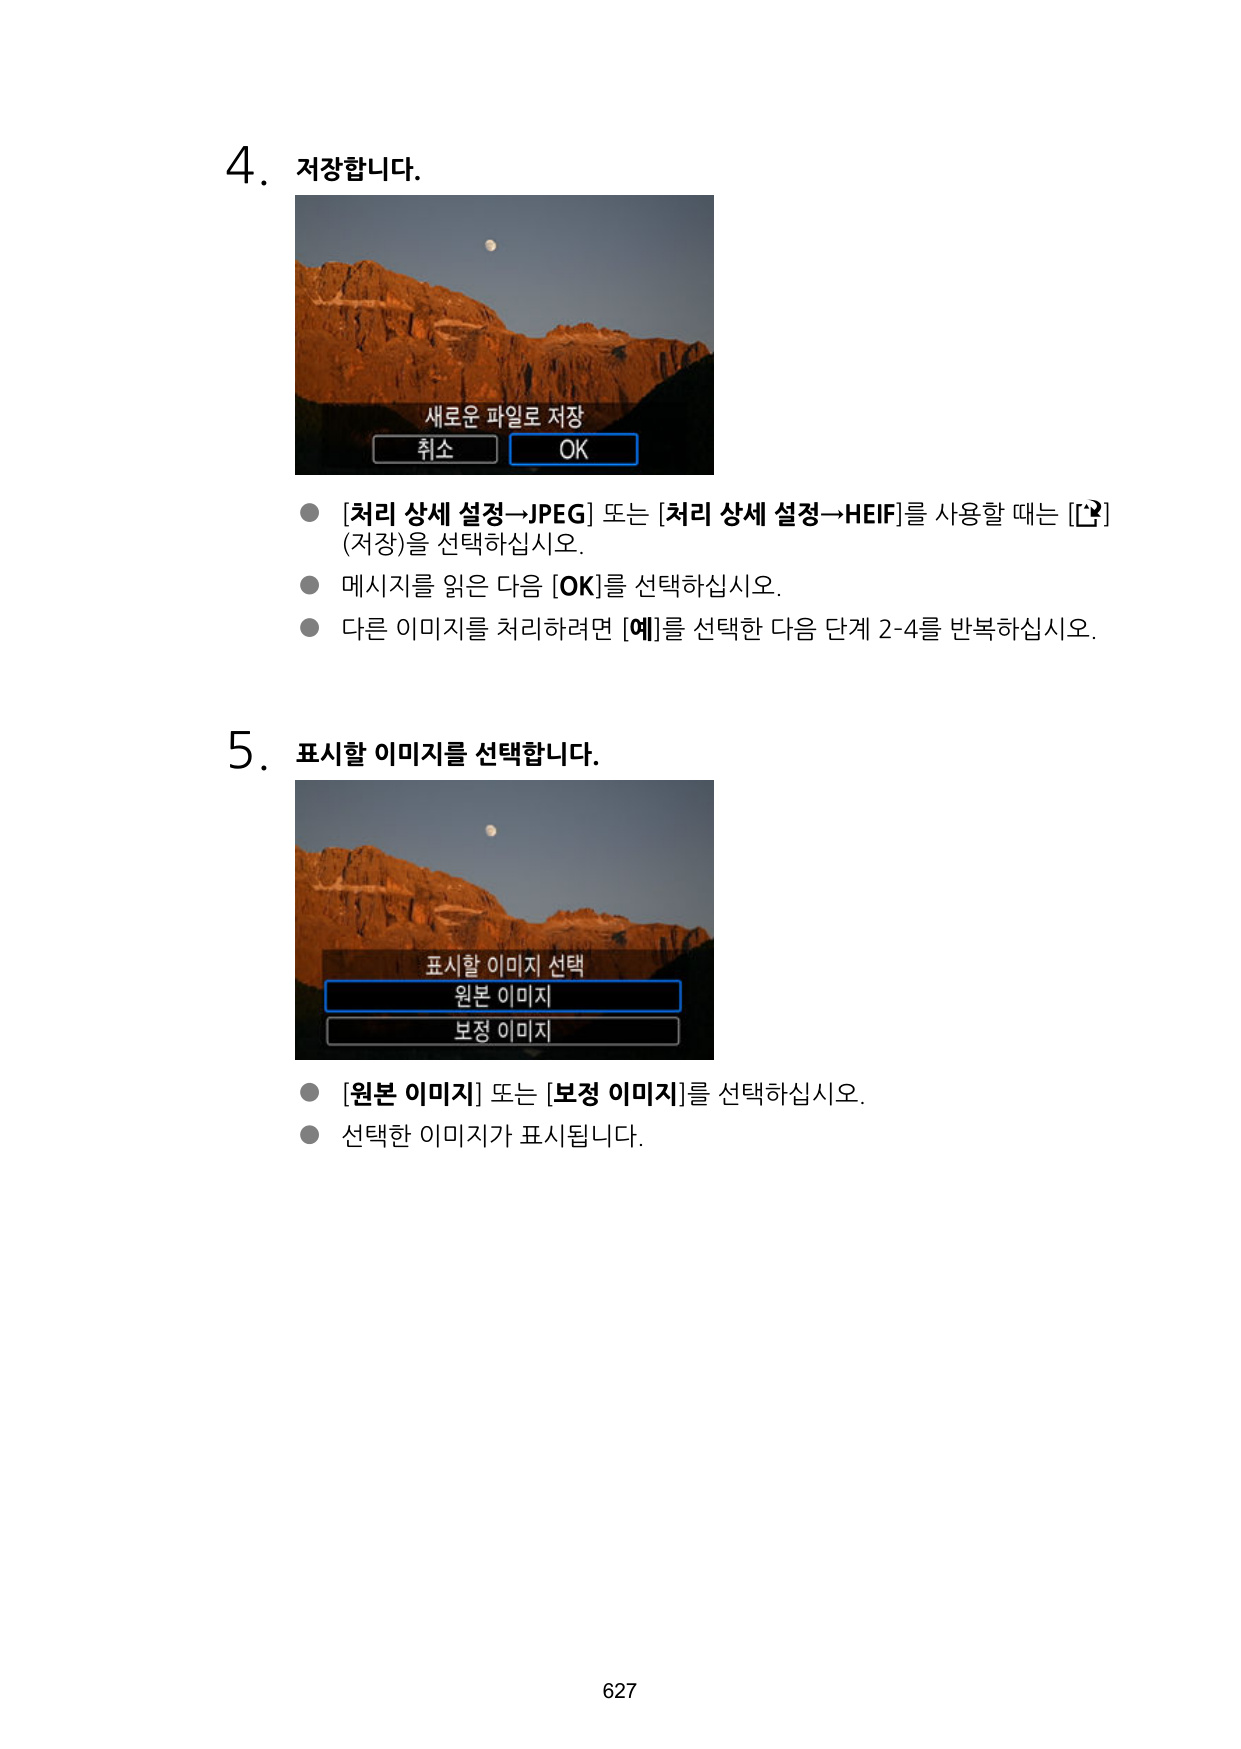 4. 저장합니다.
새로운 파일로 저장
취소 OK
● [처리 상세 설정→JPEG] 또는 [처리 상세 설정→HEIF]를 사용할 때는 []
(저장)을 선택하십시오.
● 메시지를 읽은 다음 [OK]를 선택하십시오.
● 다른 이미지를 처리하려면 [예]를 선택한 다음 단계 2-4를 반복하십시오.
5. 표시할 이미지를 선택합니다.
표시할 이미지 선택
원본 이미지
보정 이미지
● [원본 이미지] 또는 [보정 이미지]를 선택하십시오.
● 선택한 이미지가 표시됩니다.
627